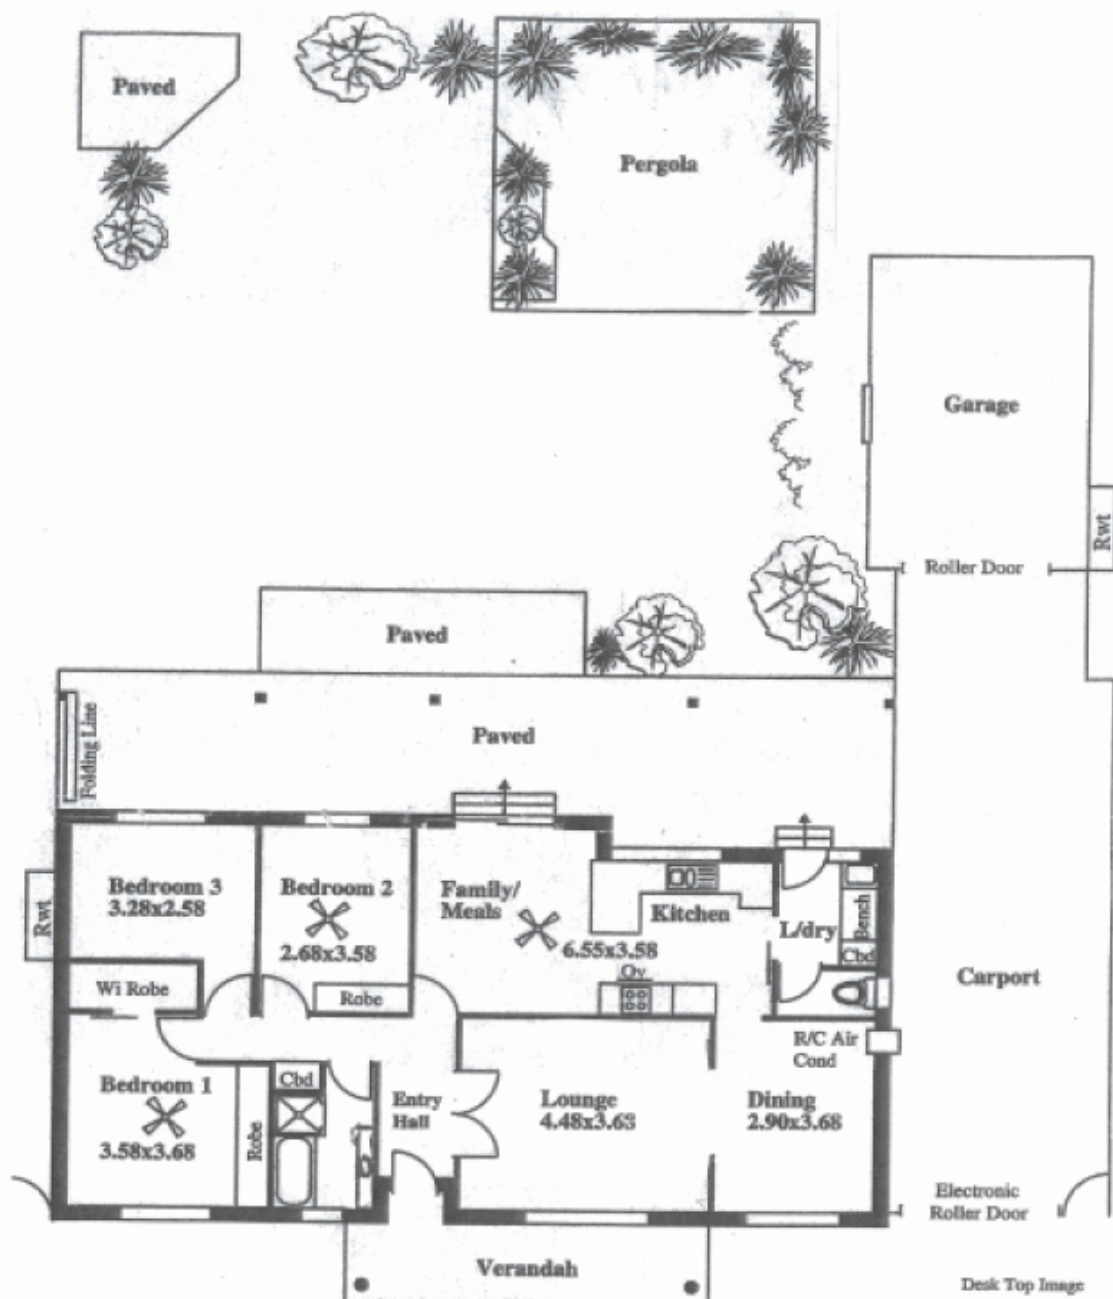 Paved
Pergola
Garage
Rwt
Roller Door
Paved
Folding Line
Paved
Bedroom 3
3.28x2.58
Bedroom 2
2.68x3.58
Family/
Meals
6.55x3.58
Kitchen
L/dry
Bench
Cbd
Ov
Rwt
Wi Robe
Robe
Carport
R/C Air
Cond
Bedroom 1
3.58x3.68
Robe
Cbd
Entry
Hall
Lounge
4.48x3.63
Dining
2.90x3.68
Electronic
Roller Door
Verandah
Desk Top Image